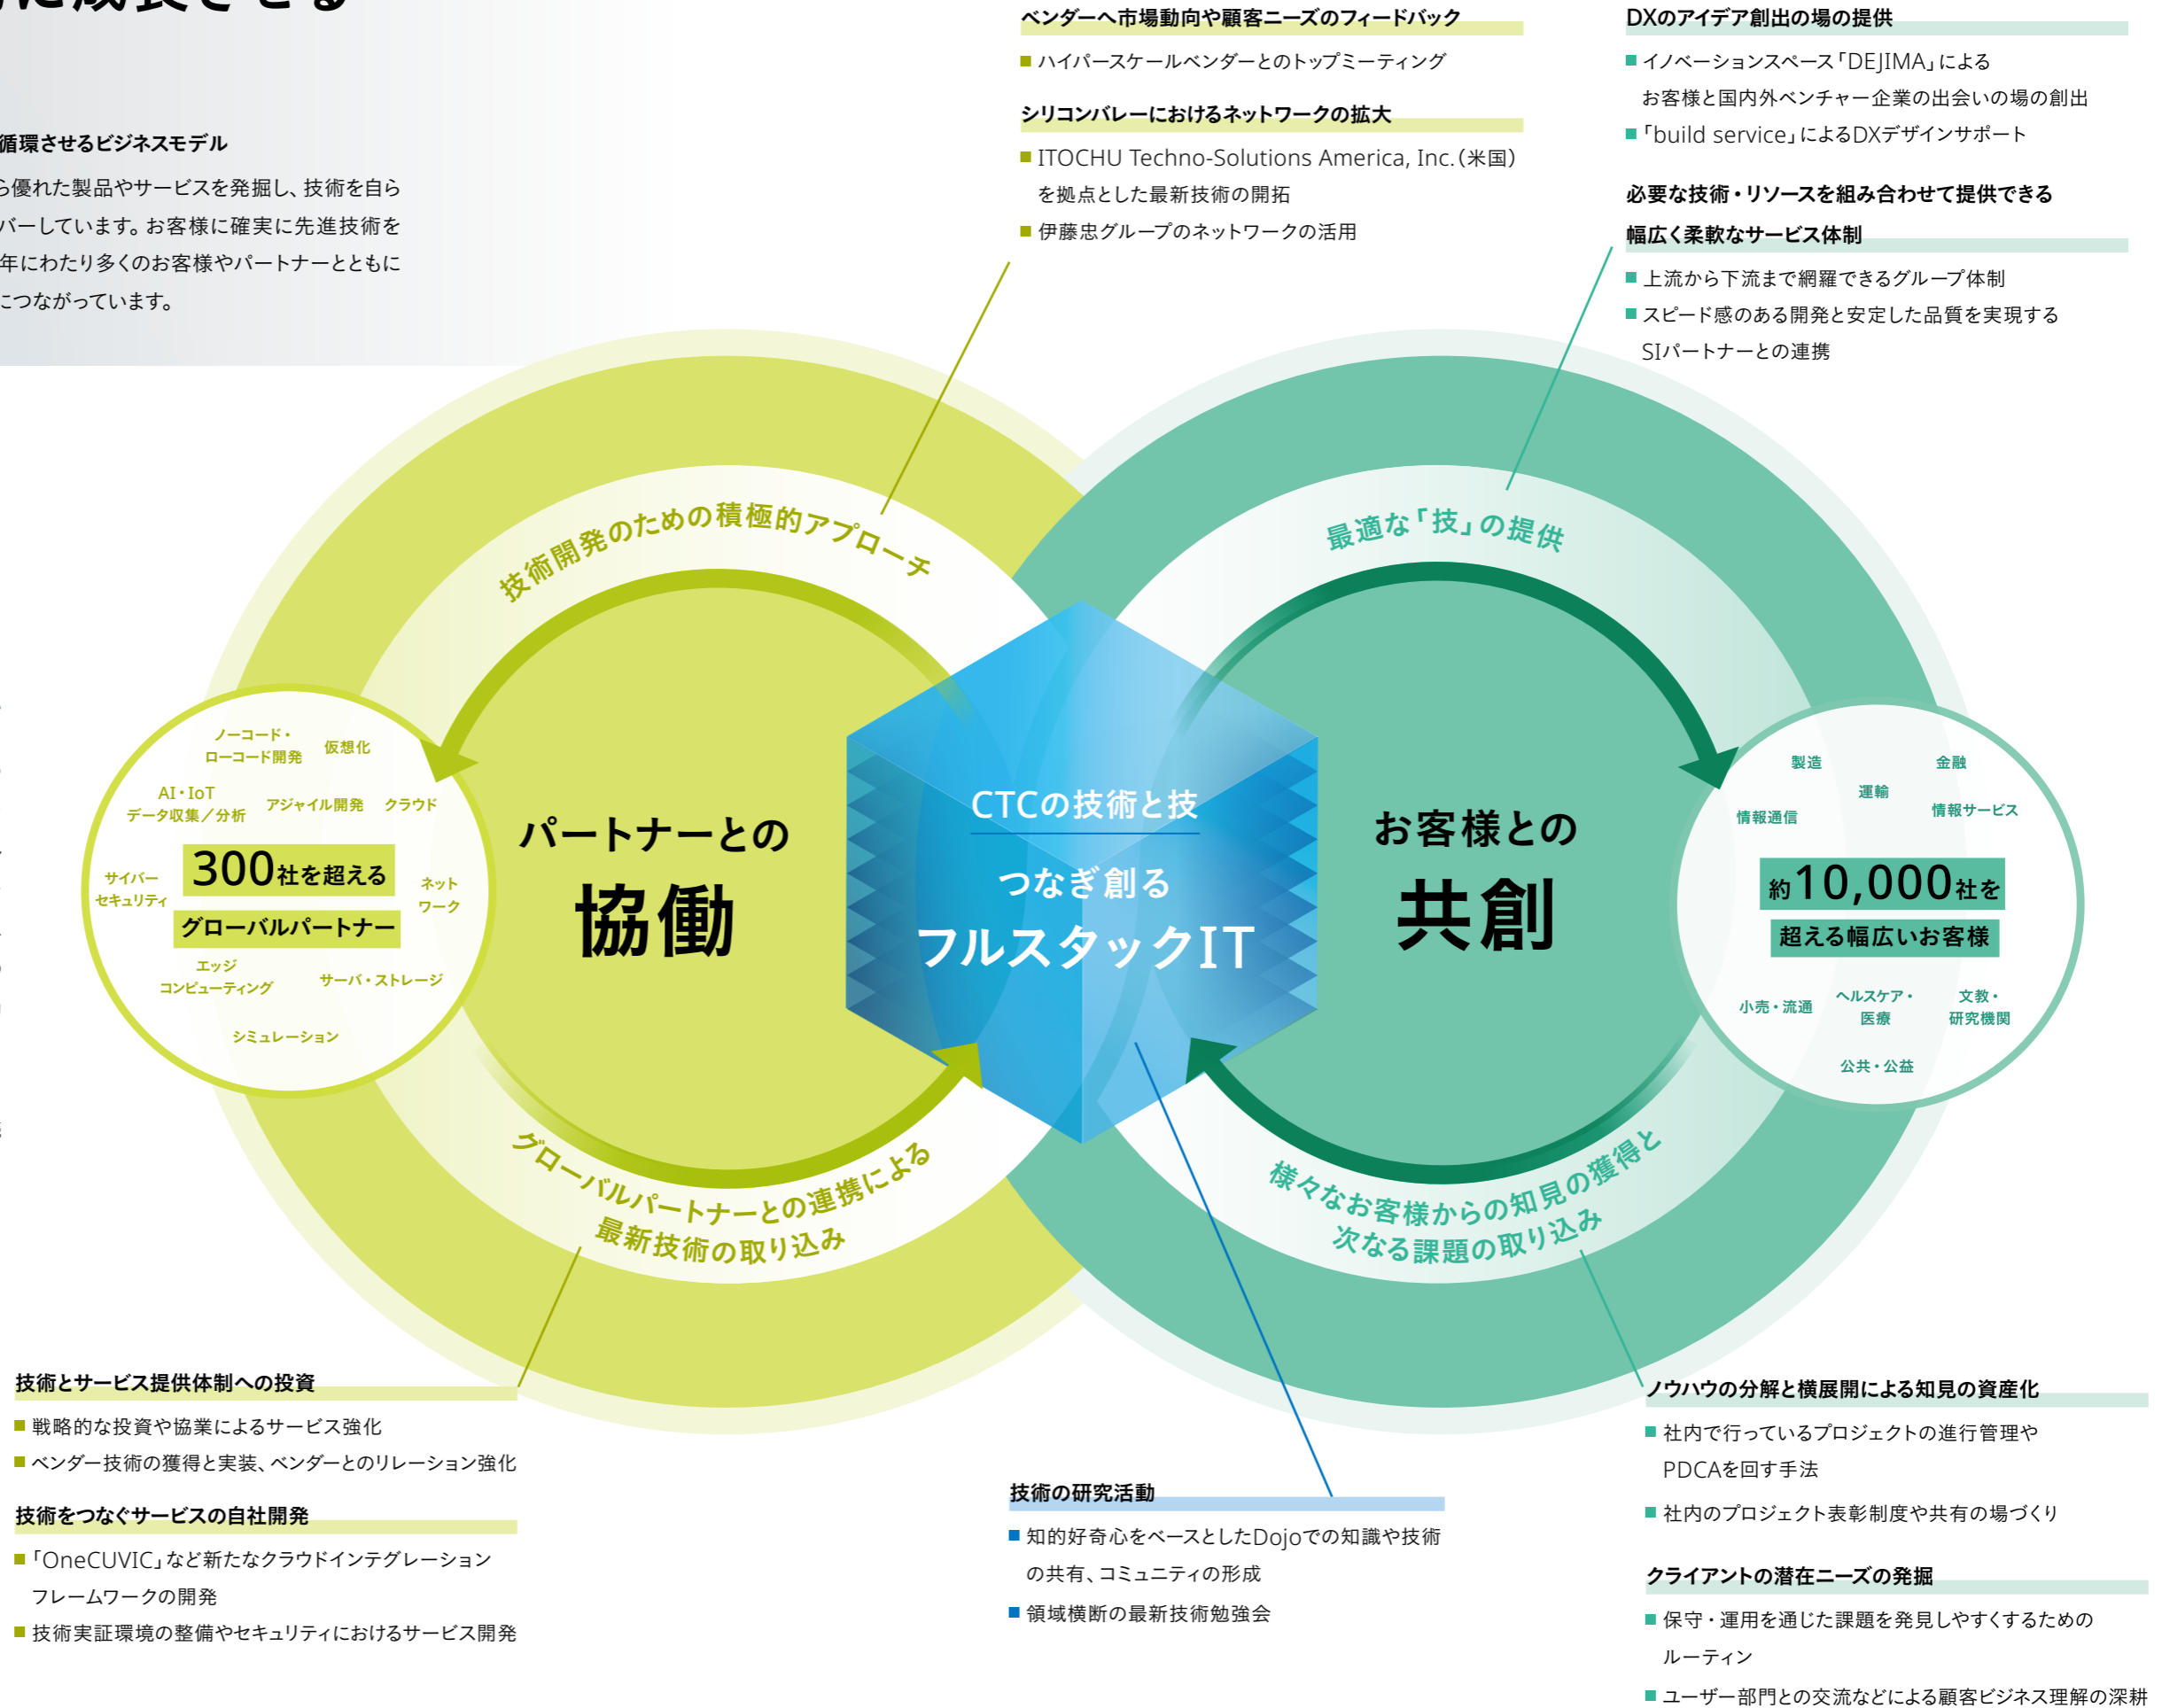 に成長させる
循環させるビジネスモデル
ら優れた製品やサービスを発掘し、技術を自ら
バーしています。お客様に確実に先進技術を
年にわたり多くのお客様やパートナーとともに
につながっています。
ベンダーへ市場動向や顧客ニーズのフィードバック
■ ハイパースケールベンダーとのトップミーティング
シリコンバレーにおけるネットワークの拡大
■ ITOCHU Techno-Solutions America, Inc.（米国）
を拠点とした最新技術の開拓
■ 伊藤忠グループのネットワークの活用
DXのアイデア創出の場の提供
■ イノベーションスペース「DEJIMA」による
お客様と国内外ベンチャー企業の出会いの場の創出
■「build service」によるDXデザインサポート
必要な技術・リソースを組み合わせて提供できる
幅広く柔軟なサービス体制
■ 上流から下流まで網羅できるグループ体制
■ スピード感のある開発と安定した品質を実現する
SIパートナーとの連携
技術開発のための積極的アプローチ
最適な「技」の提供
ノーコード・
ローコード開発
仮想化
AI・IoT
データ収集／分析
アジャイル開発
クラウド
サイバー
セキュリティ
300社を超える
グローバルパートナー
ネット
ワーク
エッジ
コンピューティング
サーバ・ストレージ
シミュレーション
パートナーとの
協働
CTCの技術と技
つなぎ創る
フルスタックIT
お客様との
共創
製造
金融
運輸
情報通信
情報サービス
約10,000社を
超える幅広いお客様
小売・流通
ヘルスケア・
医療
文教・
研究機関
公共・公益
グローバルパートナーとの連携による
最新技術の取り込み
様々なお客様からの知見の獲得と
次なる課題の取り込み
技術とサービス提供体制への投資
■ 戦略的な投資や協業によるサービス強化
■ ベンダー技術の獲得と実装、ベンダーとのリレーション強化
技術をつなぐサービスの自社開発
■「OneCUVIC」など新たなクラウドインテグレーション
フレームワークの開発
■ 技術実証環境の整備やセキュリティにおけるサービス開発
技術の研究活動
■ 知的好奇心をベースとしたDojoでの知識や技術
の共有、コミュニティの形成
■ 領域横断の最新技術勉強会
ノウハウの分解と横展開による知見の資産化
■ 社内で行っているプロジェクトの進行管理や
PDCAを回す手法
■ 社内のプロジェクト表彰制度や共有の場づくり
クライアントの潜在ニーズの発掘
■ 保守・運用を通じた課題を発見しやすくするための
ルーティン
■ ユーザー部門との交流などによる顧客ビジネス理解の深耕